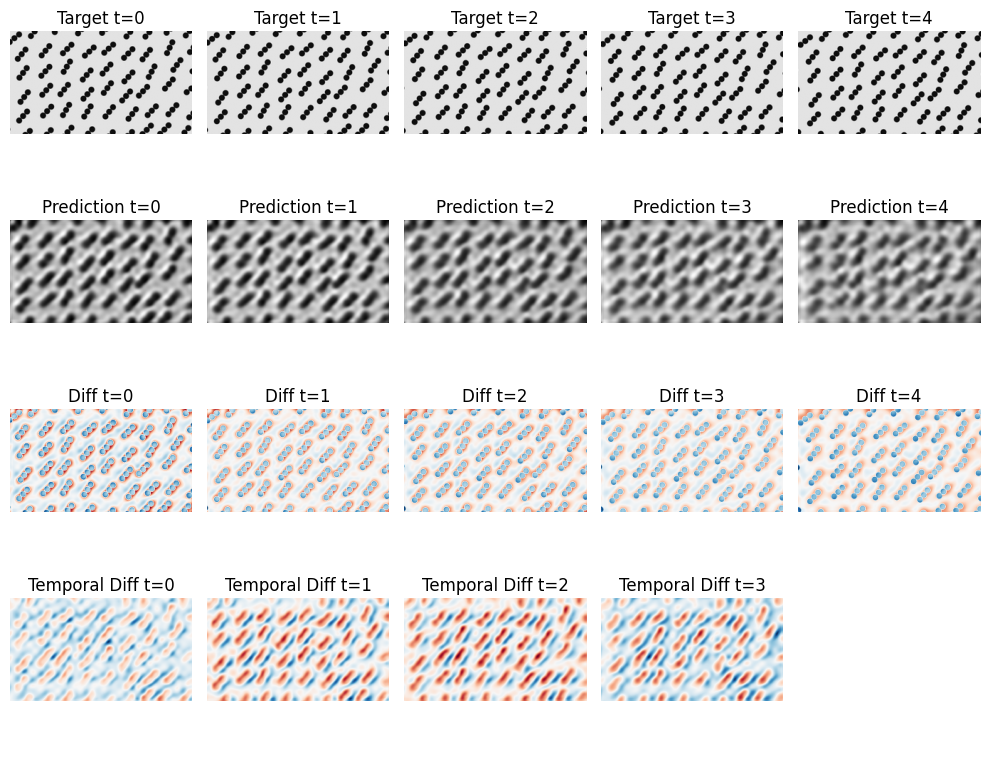 Target t=0 Target t=1 Target t=2 Target t=3 Target t=4
Prediction t=0 Prediction t=1 Prediction t=2 Prediction t=3 Prediction t=4
Diff t=0 Diff t=1 Diff t=2 Diff t=3 Diff t=4
Temporal Diff t=0 Temporal Diff t=1 Temporal Diff t=2 Temporal Diff t=3